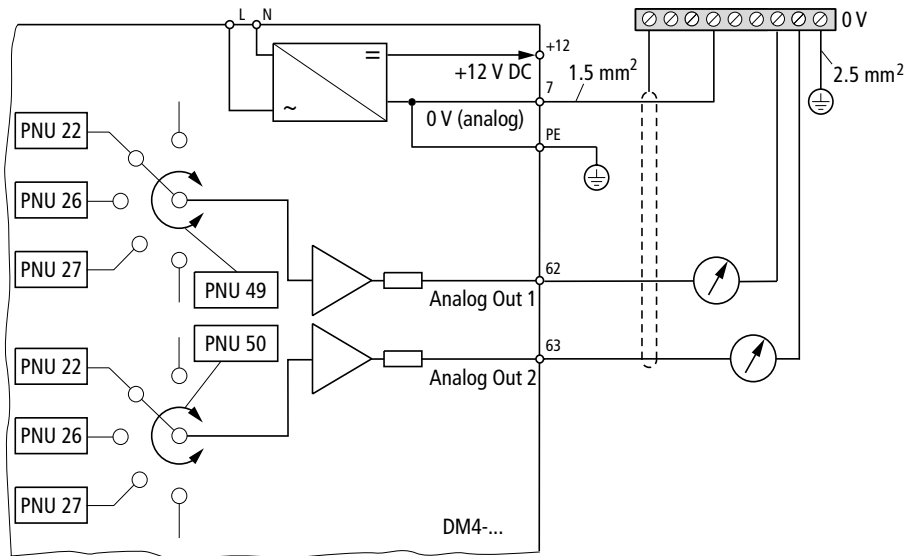 L N
0 V
+12
+12 V DC
1.5 mm²
2.5 mm²
7
~
=
0 V (analog)
PE
PNU 22
PNU 26
PNU 27
PNU 49
62
Analog Out 1
PNU 50
63
Analog Out 2
PNU 22
PNU 26
PNU 27
DM4-...